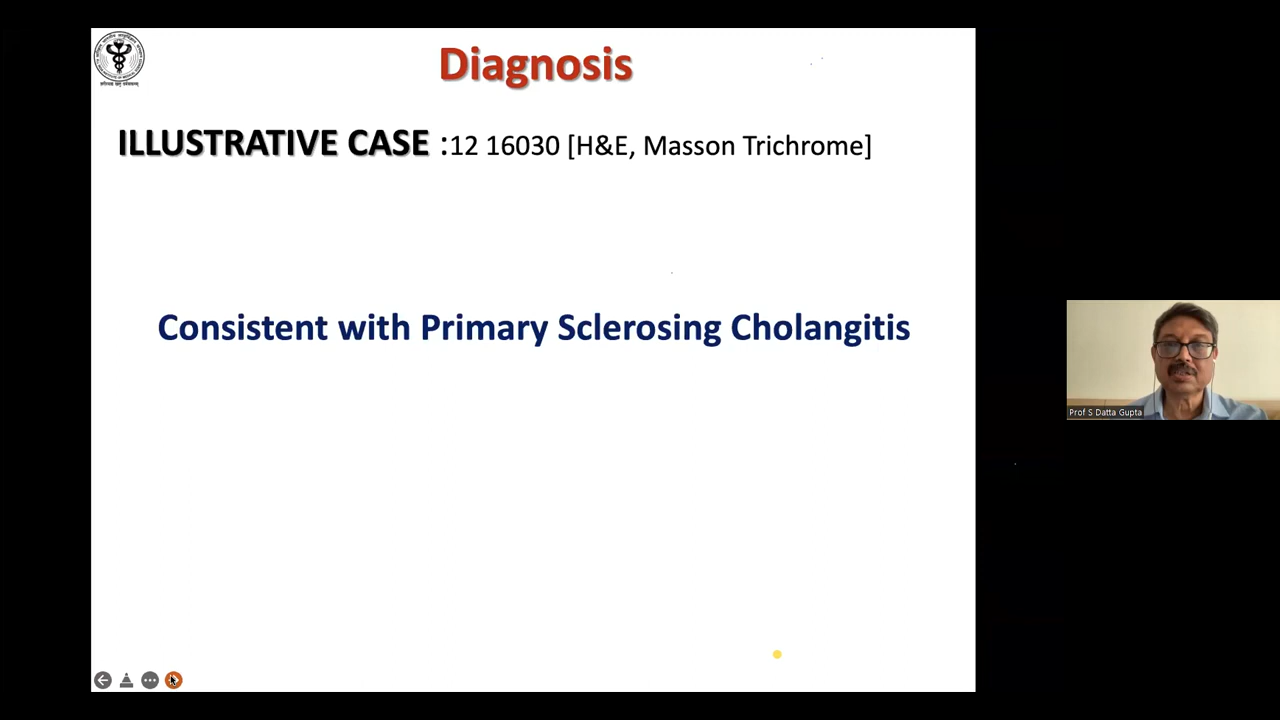 Diagnosis
ILLUSTRATIVE CASE :12 16030 [H&E, Masson Trichrome]
Consistent with Primary Sclerosing Cholangitis
Prof S Datta Gupta